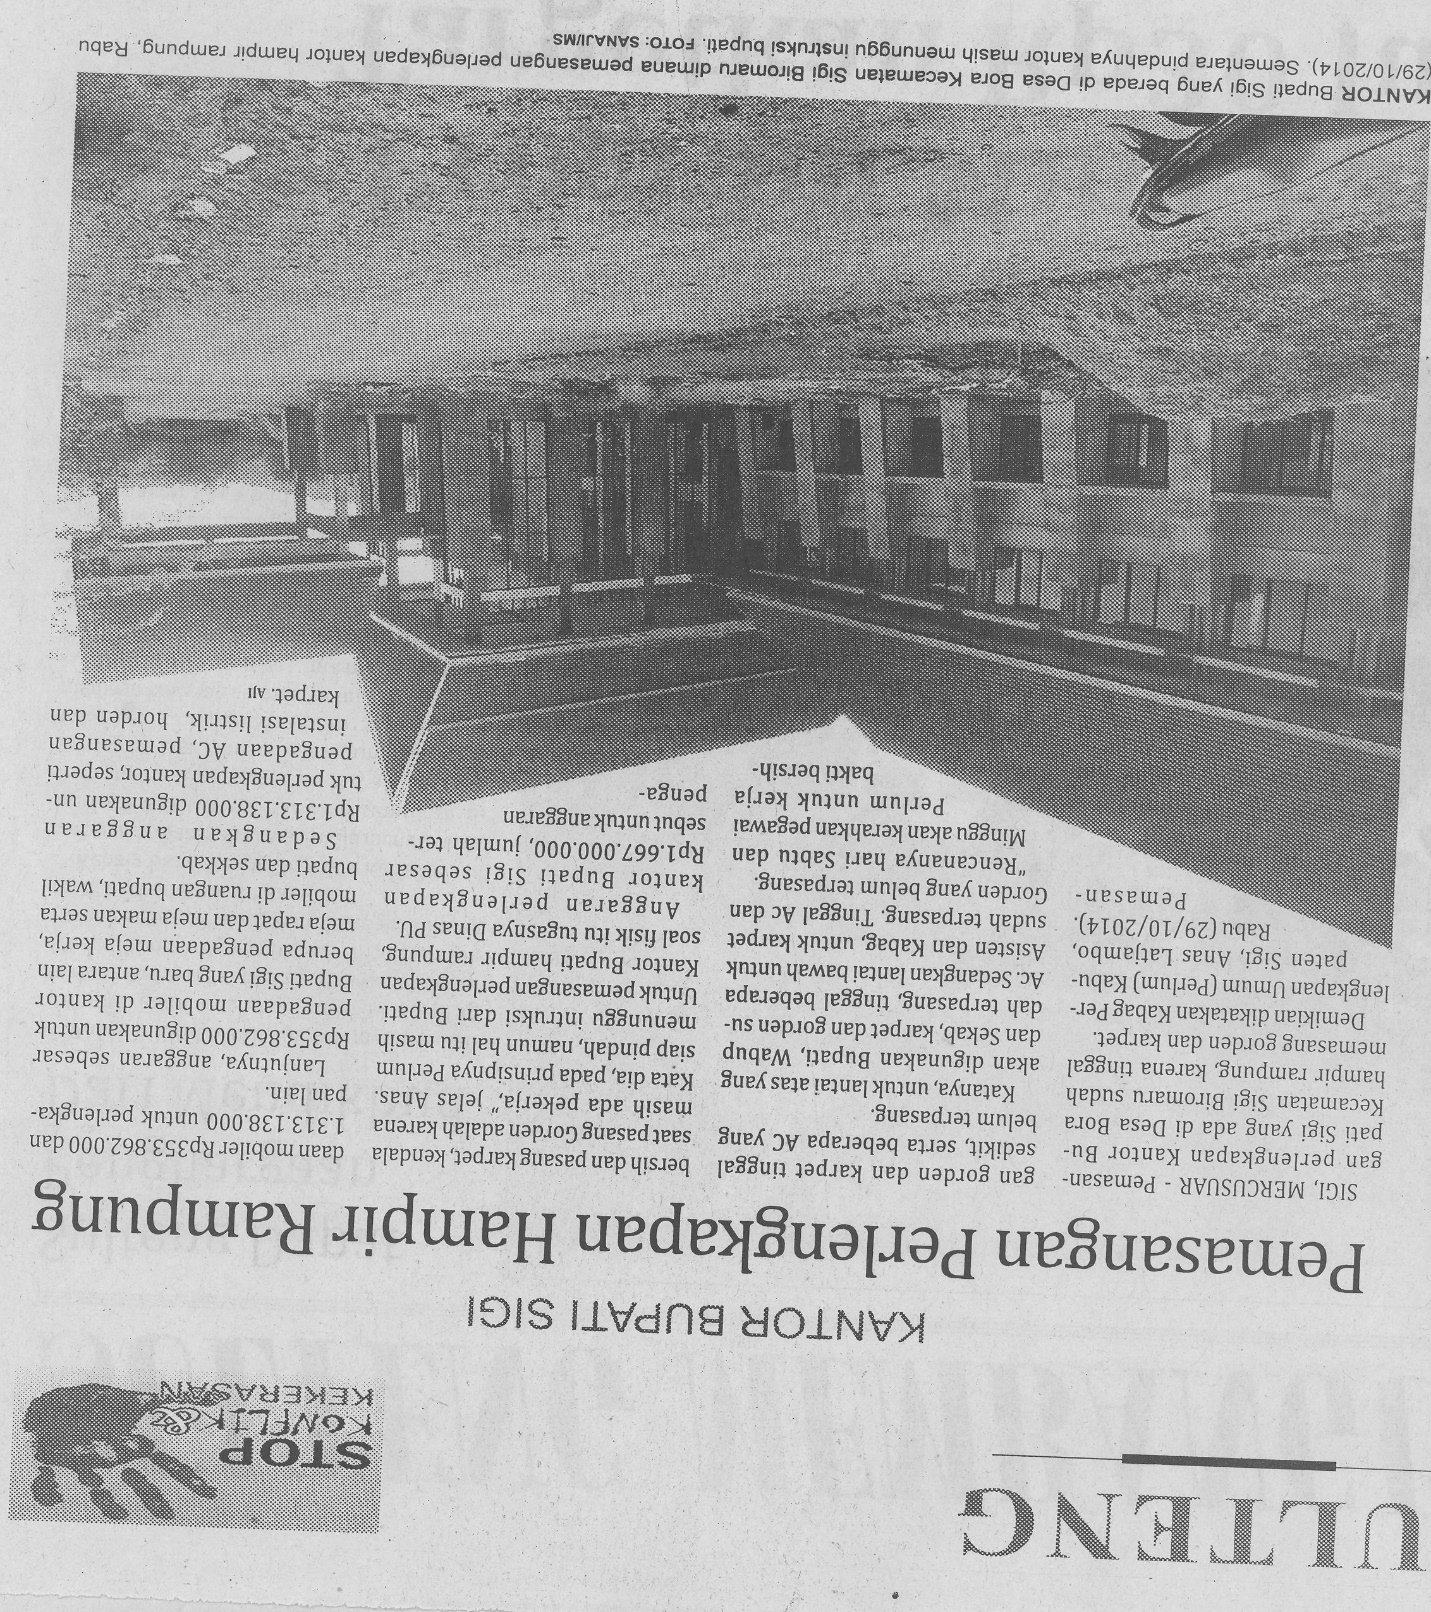 ULTENG
STOP
KONFLIK &
KEKERASAN
KANTOR BUPATI SIGI
Pemasangan Perlengkapan Hampir Rampung
SIGI, MERCUSUAR - Pemasan-
gan perlengkapan Kantor Bu-
pati Sigi yang ada di Desa Bora
Kecamatan Sigi Biromaru sudah
hampir rampung, karena tinggal
memasang gorden dan karpet.
Demikian dikatakan Kabag Per-
lengkapan Umum (Perlum) Kabu-
paten Sigi, Anas Latjambo,
Rabu (29/10/2014).
Pemasan-
gan gorden dan karpet tinggal
sedikit, serta beberapa AC yang
belum terpasang.
Katanya, untuk lantai atas yang
akan digunakan Bupati, Wabup
dan Sekab, karpet dan gorden su-
dah terpasang, tinggal beberapa
Ac. Sedangkan lantai bawah untuk
Asisten dan Kabag, untuk karpet
sudah terpasang. Tinggal Ac dan
Gorden yang belum terpasang.
"Rencananya hari Sabtu dan
Minggu akan kerahkan pegawai
Perlum untuk kerja
bakti bersih-
bersih dan pasang karpet, kendala
saat pasang Gorden adalah karena
masih ada pekerja," jelas Anas.
Kata dia, pada prinsipnya Perlum
siap pindah, namun hal itu masih
menunggu intruksi dari Bupati.
Untuk pemasangan perlengkapan
Kantor Bupati hampir rampung,
soal fisik itu tugasnya Dinas PU.
Anggaran perlengkapan
kantor Bupati Sigi sebesar
Rp1.667.000.000, jumlah ter-
sebut untuk anggaran
penga-
daan mobiler Rp353.862.000 dan
1.313.138.000 untuk perlengka-
pan lain.
Lanjutnya, anggaran sebesar
Rp353.862.000 digunakan untuk
pengadaan mobiler di kantor
Bupati Sigi yang baru, antara lain
berupa pengadaan meja kerja,
meja rapat dan meja makan serta
mobiler di ruangan bupati, wakil
bupati dan sekkab.
Sedangkan anggaran
Rp1.313.138.000 digunakan un-
tuk perlengkapan kantor, seperti
pengadaan AC, pemasangan
instalasi listrik, horden dan
karpet. AJI
KANTOR Bupati Sigi yang berada di Desa Bora Kecamatan Sigi Biromaru dimana pemasangan perlengkapan kantor hampir rampung, Rabu
(29/10/2014). Sementara pindahnya kantor masih menunggu instruksi bupati. FOTO: SANAJI/MS